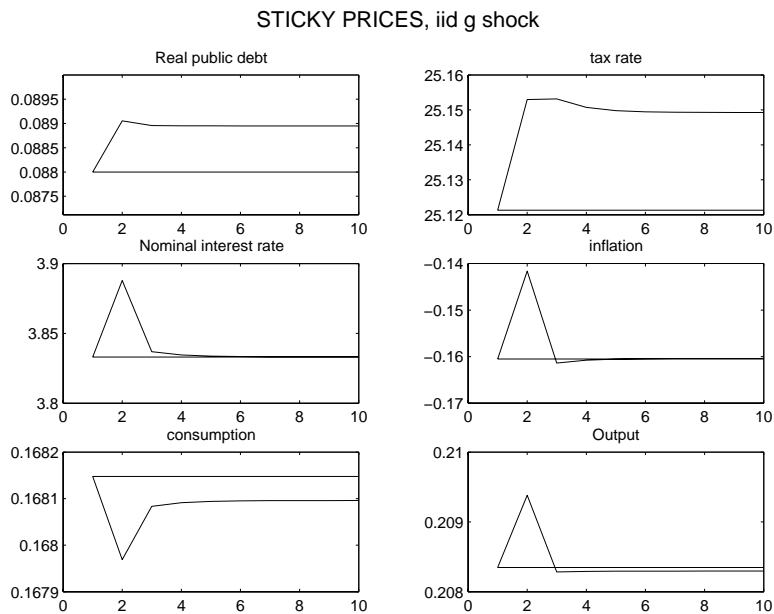 STICKY PRICES, iid g shock
Real public debt
0.0895
0.089
0.0885
0.088
0.0875
0 2 4 6 8 10
tax rate
25.16
25.15
25.14
25.13
25.12
0 2 4 6 8 10
Nominal interest rate
3.9
3.85
3.8
0 2 4 6 8 10
inflation
−0.14
−0.15
−0.16
−0.17
0 2 4 6 8 10
consumption
0.1682
0.1681
0.168
0.1679
0 2 4 6 8 10
Output
0.21
0.209
0.208
0 2 4 6 8 10